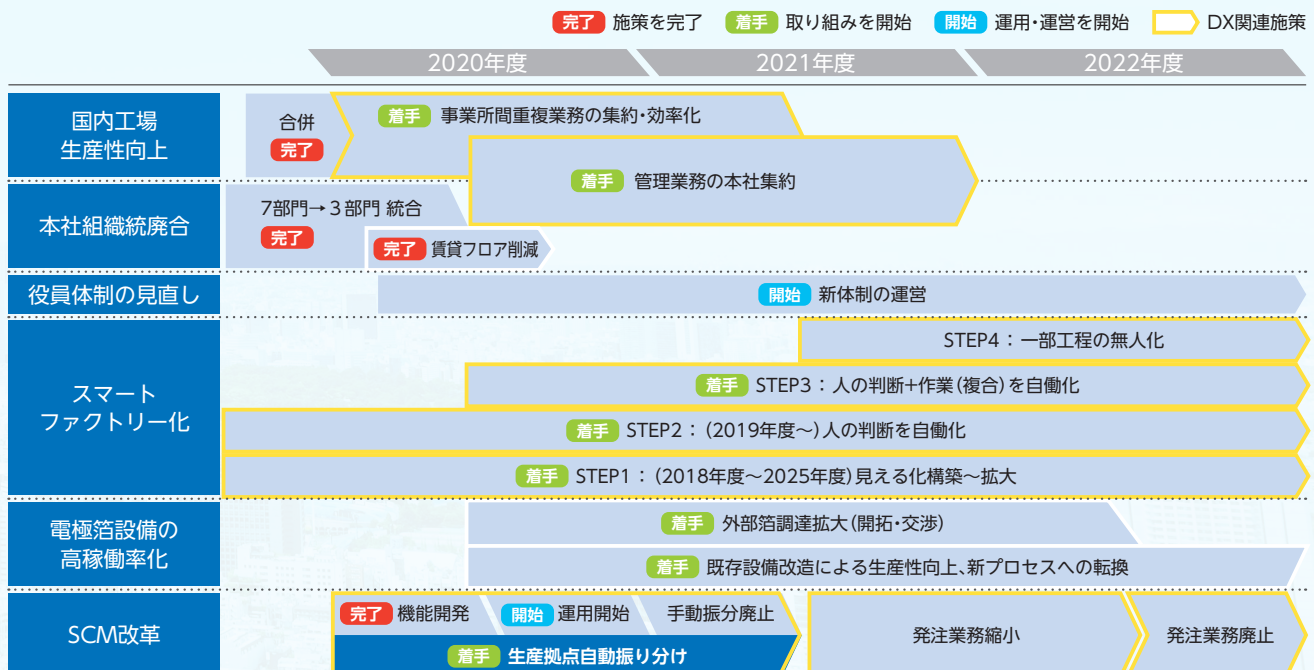 完了 施策を完了 着手 取り組みを開始 開始 運用・運営を開始 DX関連施策
2020年度 2021年度 2022年度
国内工場
生産性向上
合併
完了
着手 事業所間重複業務の集約・効率化
着手 管理業務の本社集約
本社組織統廃合
7部門→3部門 統合
完了
完了 賃貸フロア削減
役員体制の見直し
開始 新体制の運営
スマート
ファクトリー化
STEP4：一部工程の無人化
着手 STEP3：人の判断+作業(複合)を自働化
着手 STEP2：(2019年度～)人の判断を自働化
着手 STEP1：(2018年度～2025年度)見える化構築～拡大
電極箔設備の
高稼働率化
着手 外部箔調達拡大(開拓・交渉)
着手 既存設備改造による生産性向上、新プロセスへの転換
SCM改革
完了 機能開発 開始 運用開始 手動振分廃止
着手 生産拠点自動振り分け
発注業務縮小 発注業務廃止